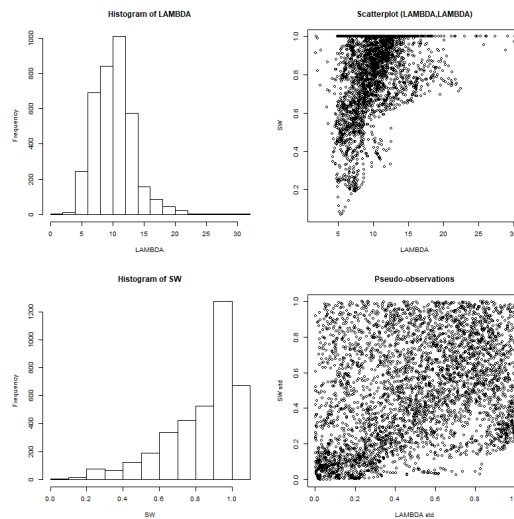 Histogram of LAMBDA
Frequency
0 200 400 600 800 1000
0 5 10 15 20 25 30
LAMBDA
Scatterplot (LAMBDA,LAMBDA)
SW
0.2 0.4 0.6 0.8 1.0
5 10 15 20 25 30
LAMBDA
Histogram of SW
Frequency
0 200 400 600 800 1000 1200
0.0 0.2 0.4 0.6 0.8 1.0
SW
Pseudo-observations
SW std
0.0 0.2 0.4 0.6 0.8 1.0
0.0 0.2 0.4 0.6 0.8 1.0
LAMBDA std